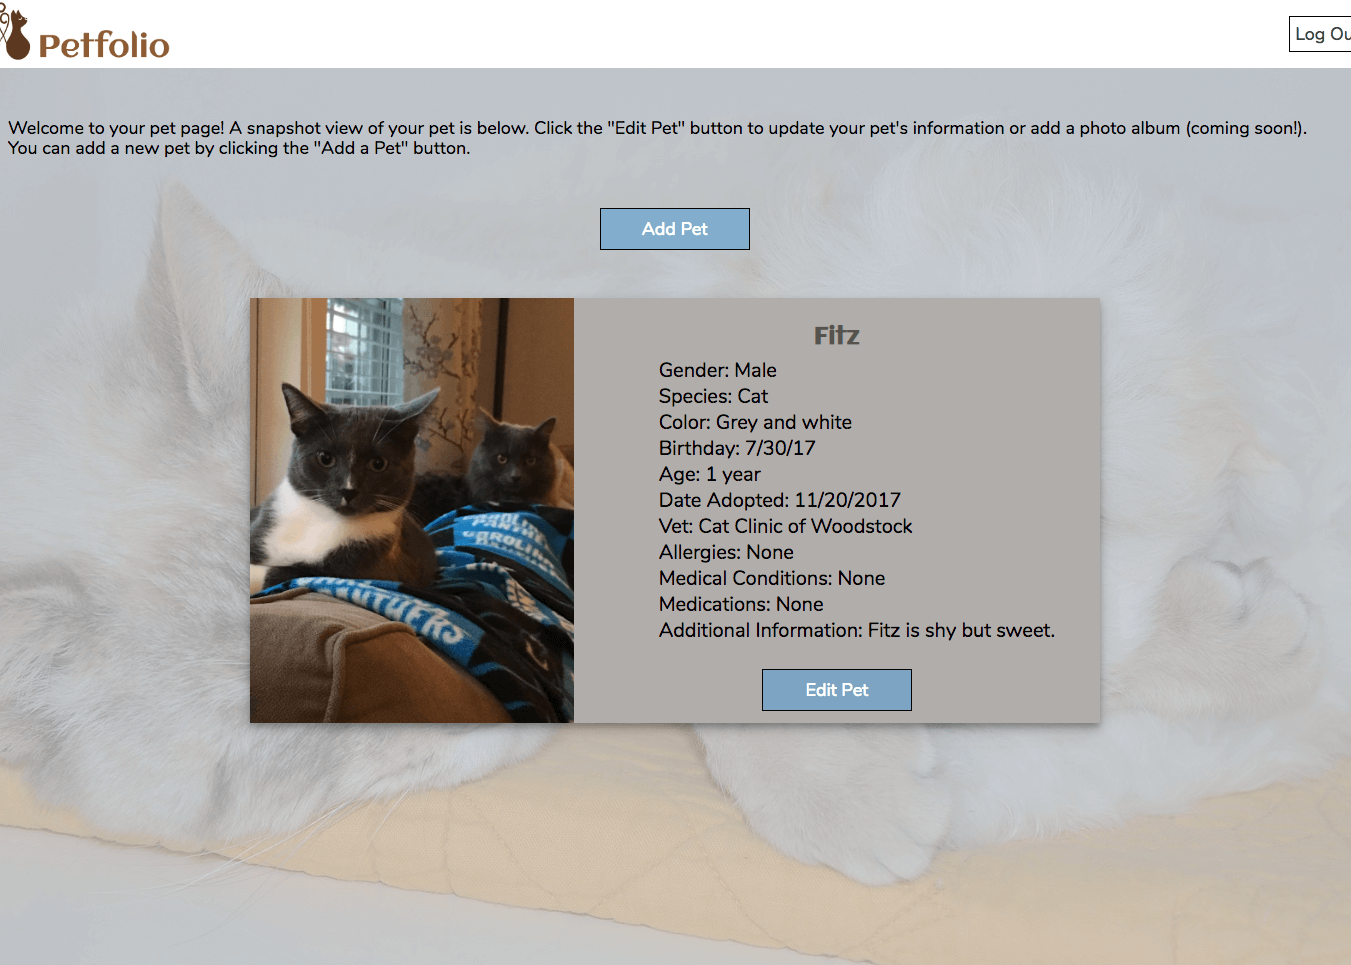 Petfolio
Log Ou
Welcome to your pet page! A snapshot view of your pet is below. Click the "Edit Pet" button to update your pet's information or add a photo album (coming soon!).
You can add a new pet by clicking the "Add a Pet" button.
Add Pet
Fitz
Gender: Male
Species: Cat
Color: Grey and white
Birthday: 7/30/17
Age: 1 year
Date Adopted: 11/20/2017
Vet: Cat Clinic of Woodstock
Allergies: None
Medical Conditions: None
Medications: None
Additional Information: Fitz is shy but sweet.
Edit Pet